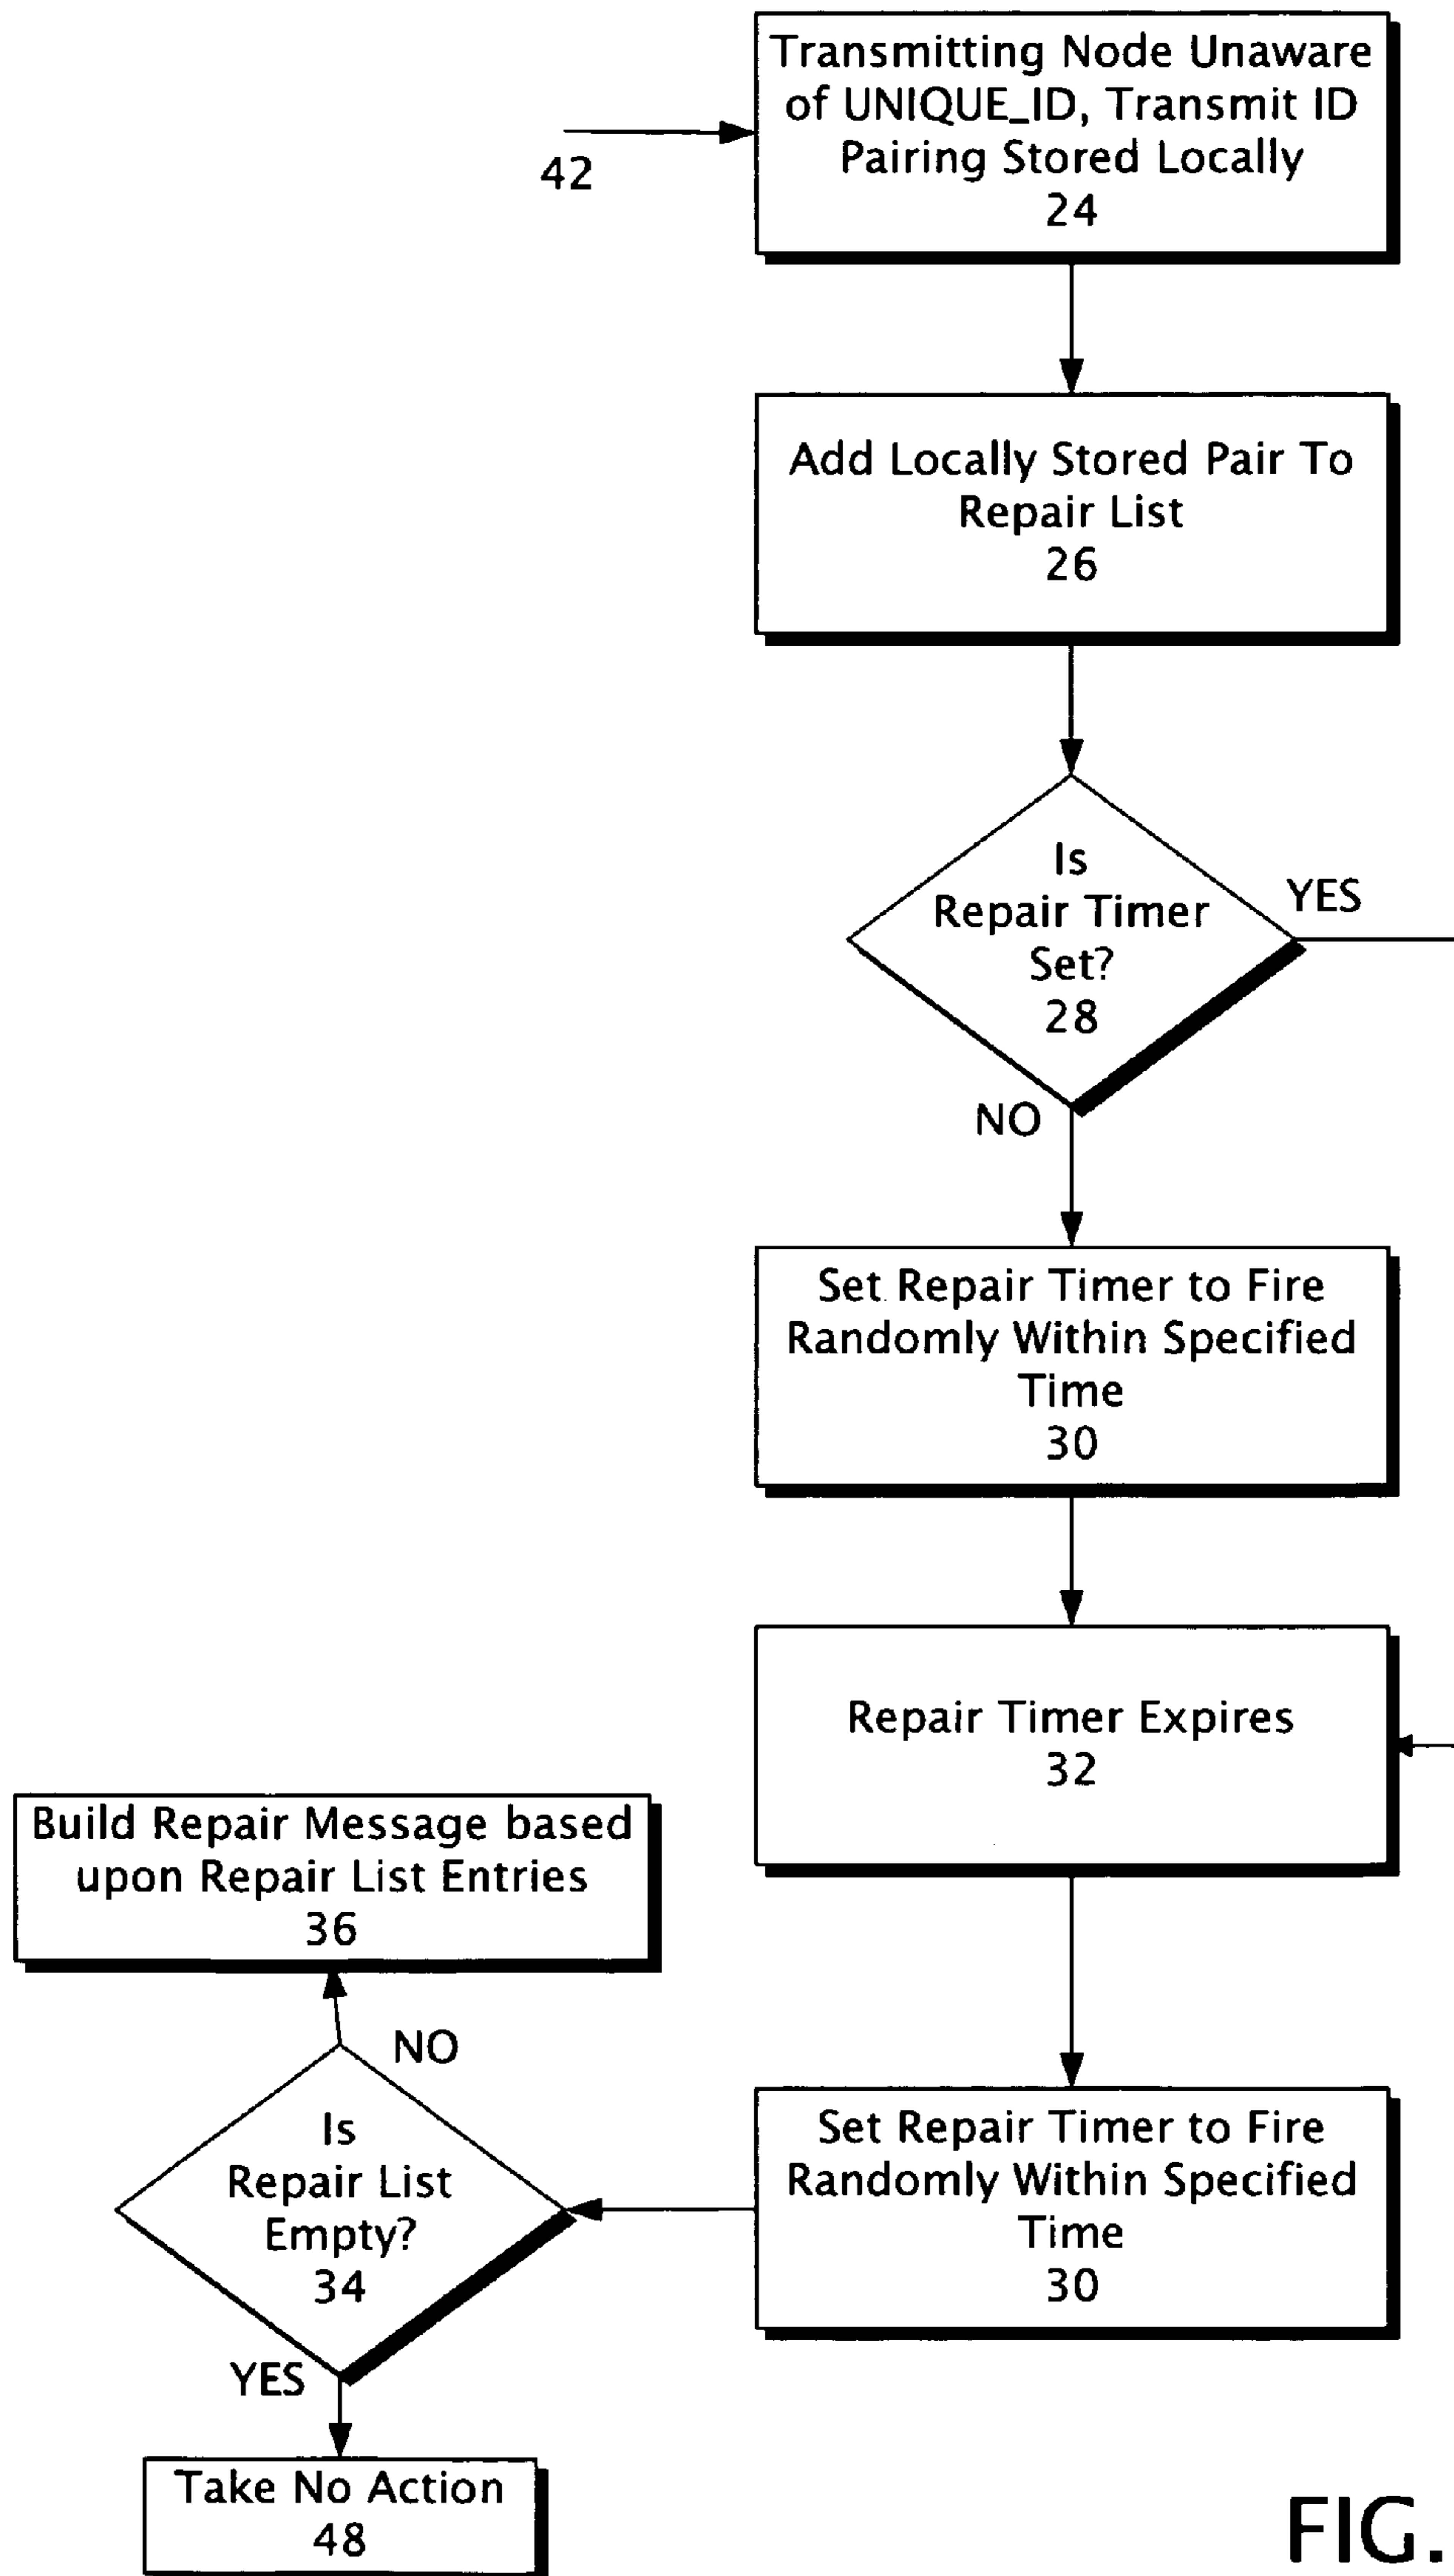 Transmitting Node Unaware
of UNIQUE_ID, Transmit ID
Pairing Stored Locally
24
42
Add Locally Stored Pair To
Repair List
26
Is
Repair Timer
Set?
28
YES
NO
Set Repair Timer to Fire
Randomly Within Specified
Time
30
Repair Timer Expires
32
Build Repair Message based
upon Repair List Entries
36
NO
Is
Repair List
Empty?
34
Set Repair Timer to Fire
Randomly Within Specified
Time
30
YES
Take No Action
48
FIG.